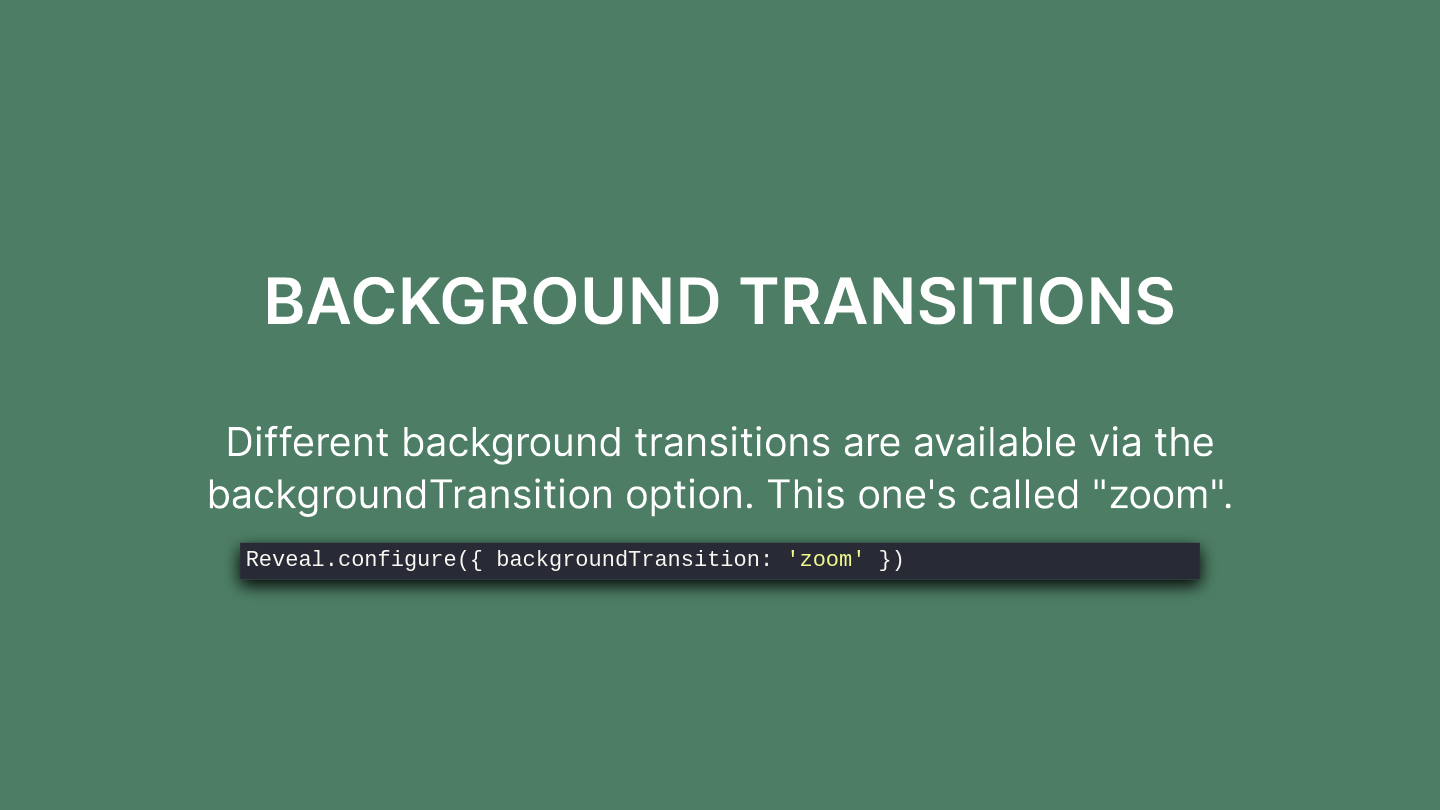 BACKGROUND TRANSITIONS
Different background transitions are available via the
backgroundTransition option. This one's called "zoom".
Reveal.configure({ backgroundTransition: 'zoom' })